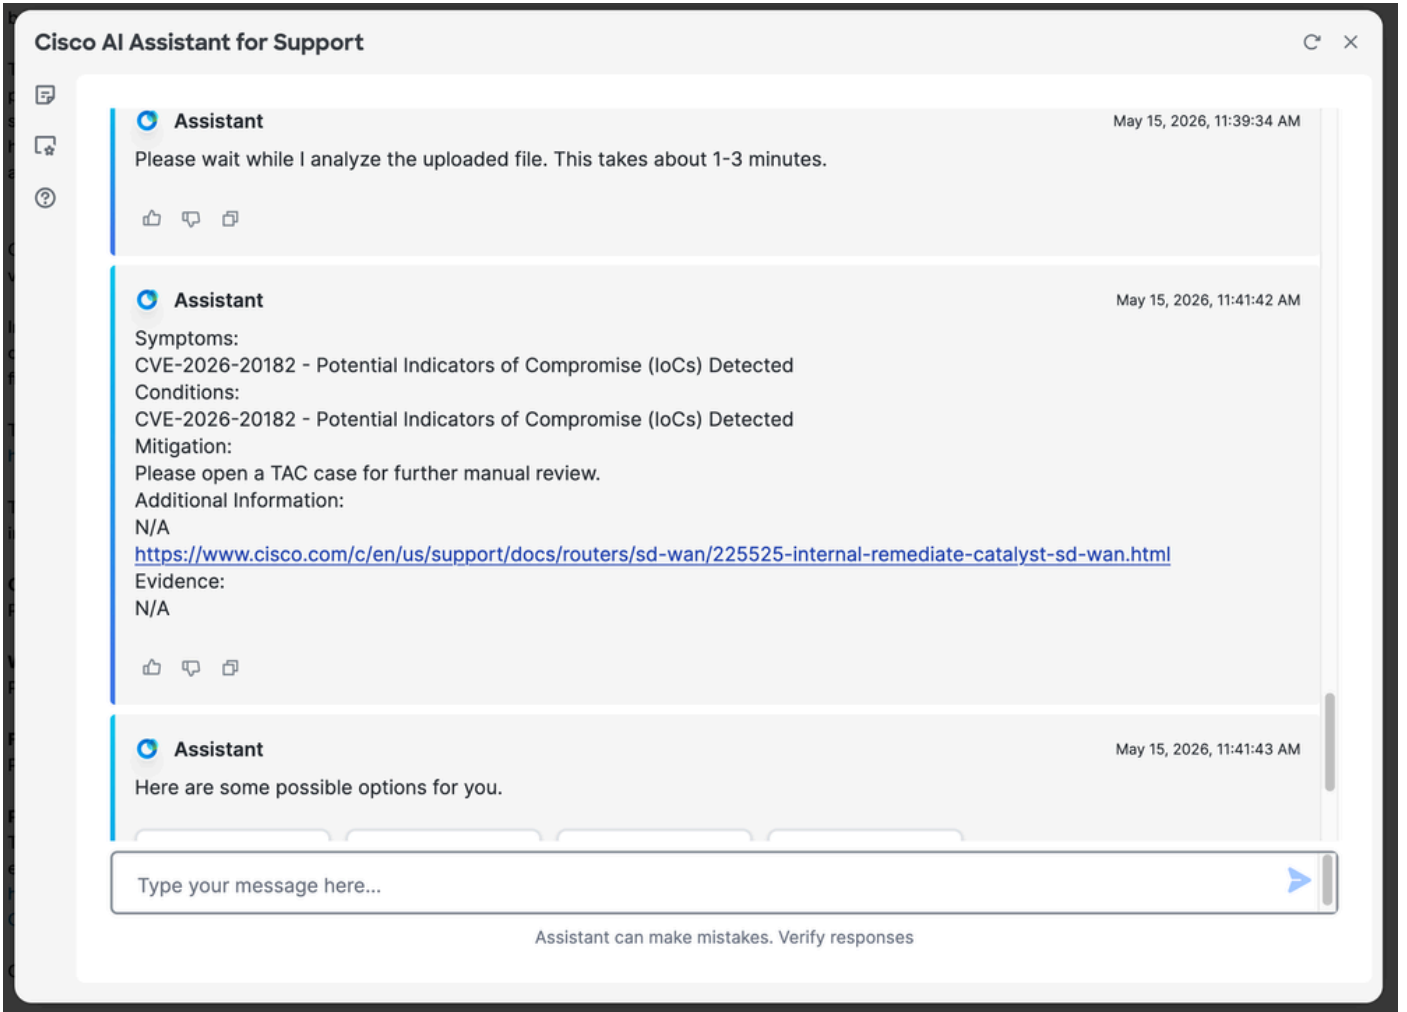 Cisco AI Assistant for Support
Assistant
May 15, 2026, 11:39:34 AM
Please wait while I analyze the uploaded file. This takes about 1-3 minutes.
Assistant
May 15, 2026, 11:41:42 AM
Symptoms:
CVE-2026-20182 - Potential Indicators of Compromise (IoCs) Detected
Conditions:
CVE-2026-20182 - Potential Indicators of Compromise (IoCs) Detected
Mitigation:
Please open a TAC case for further manual review.
Additional Information:
N/A
https://www.cisco.com/c/en/us/support/docs/routers/sd-wan/225525-internal-remediate-catalyst-sd-wan.html
Evidence:
N/A
Assistant
May 15, 2026, 11:41:43 AM
Here are some possible options for you.
Type your message here...
Assistant can make mistakes. Verify responses